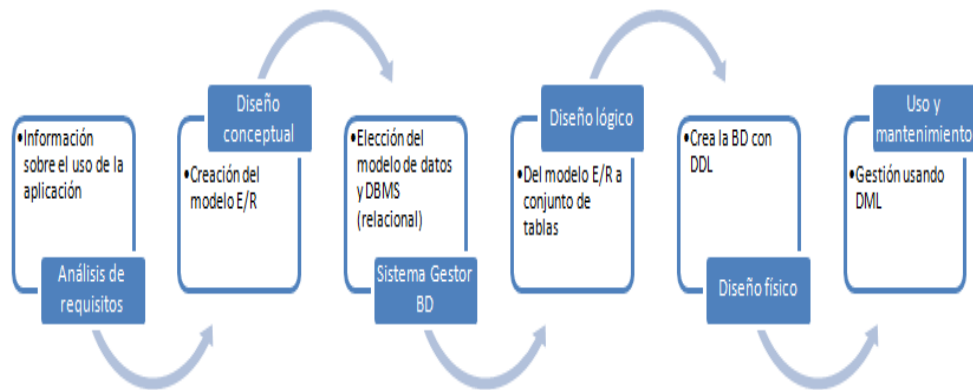 •Información
sobre el uso de la
aplicación
Análisis de
requisitos
Diseño
conceptual
•Creación del
modelo E/R
•Elección del
modelo de datos
y DBMS
(relacional)
Sistema Gestor
BD
Diseño lógico
•Del modelo E/R a
conjunto de
tablas
•Crea la BD con
DDL
Diseño físico
Uso y
mantenimiento
•Gestión usando
DML